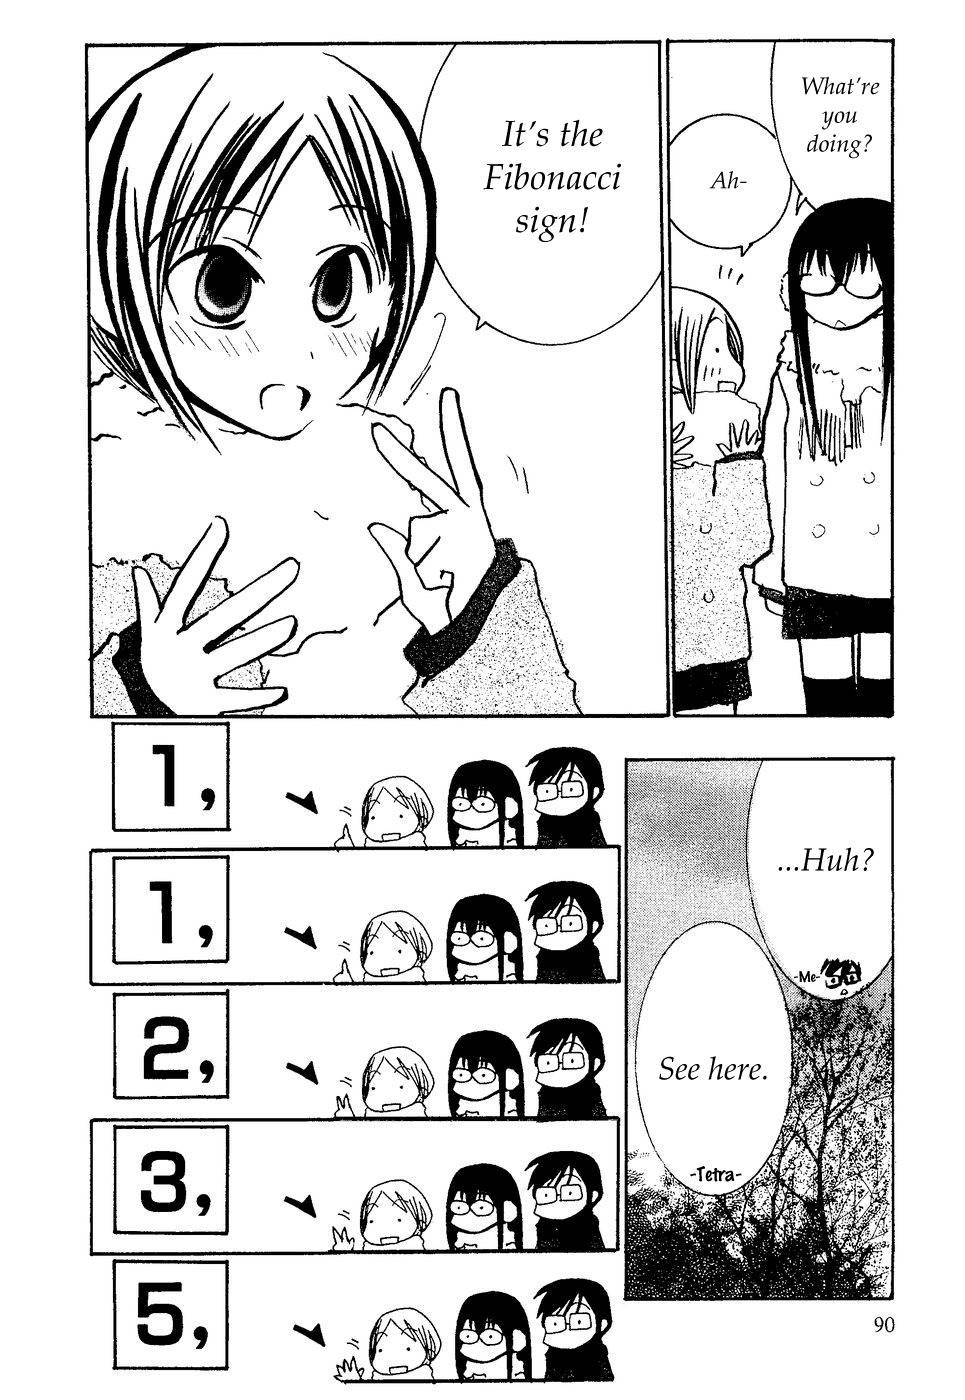 What're
you
doing?
Ah-
It's the
Fibonacci
sign!
...Huh?
-Me-
See here.
-Tetra-
1,
1,
2,
3,
5,
90